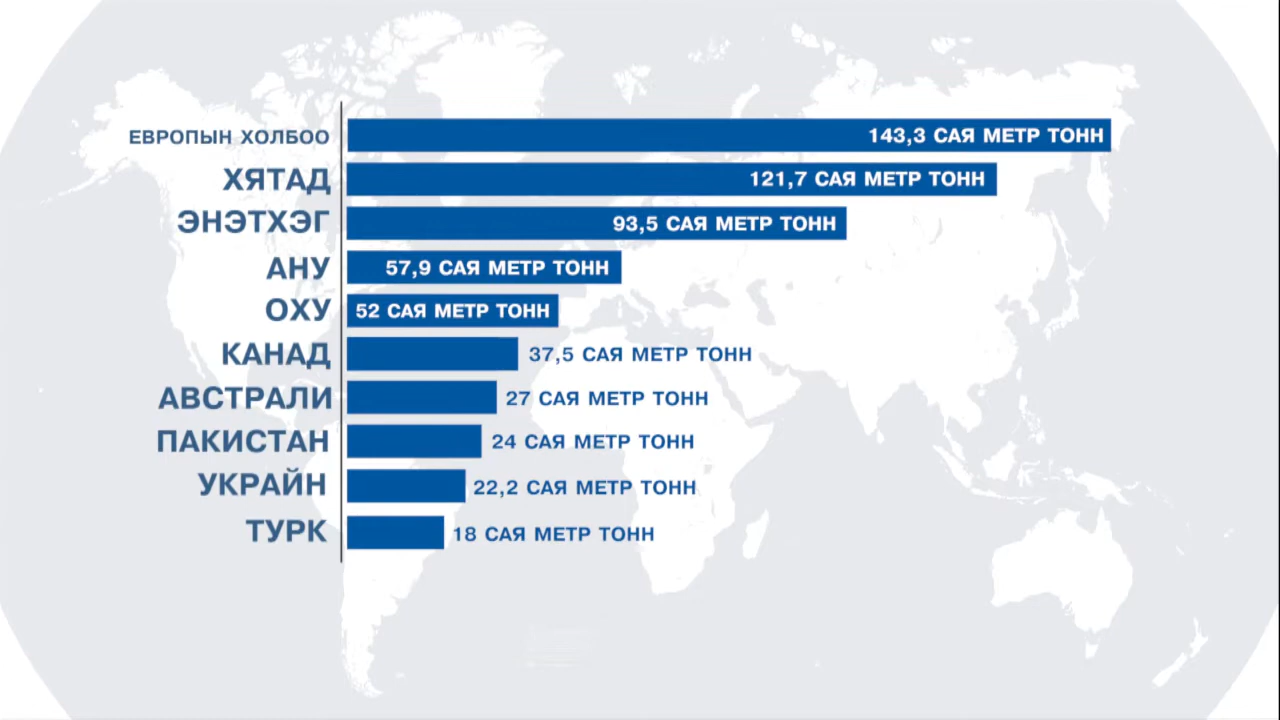 ЕВРОПЫН ХОЛБОО 143,3 САЯ МЕТР ТОНН
ХЯТАД 121,7 САЯ МЕТР ТОНН
ЭНЭТХЭГ 93,5 САЯ МЕТР ТОНН
АНУ 57,9 САЯ МЕТР ТОНН
ОХУ 52 САЯ МЕТР ТОНН
КАНАД 37,5 САЯ МЕТР ТОНН
АВСТРАЛИ 27 САЯ МЕТР ТОНН
ПАКИСТАН 24 САЯ МЕТР ТОНН
УКРАЙН 22,2 САЯ МЕТР ТОНН
ТУРК 18 САЯ МЕТР ТОНН